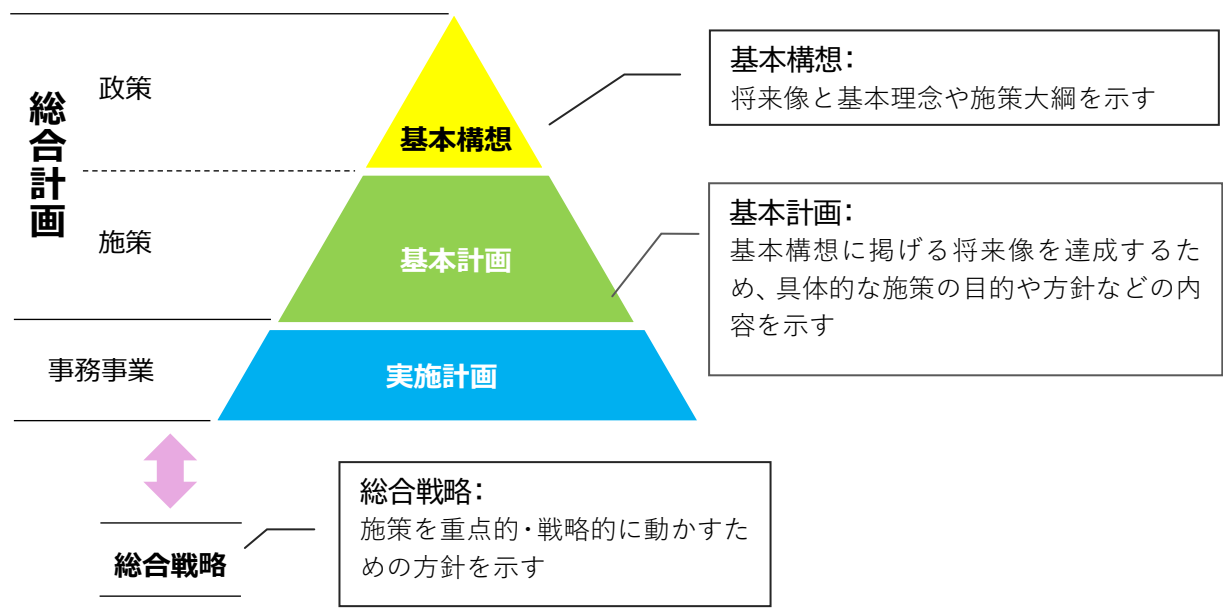 総合計画
政策
基本構想
基本構想：
将来像と基本理念や施策大綱を示す
施策
基本計画
基本計画：
基本構想に掲げる将来像を達成するた
め、具体的な施策の目的や方針などの内
容を示す
事務事業
実施計画
総合戦略
総合戦略：
施策を重点的・戦略的に動かすた
めの方針を示す